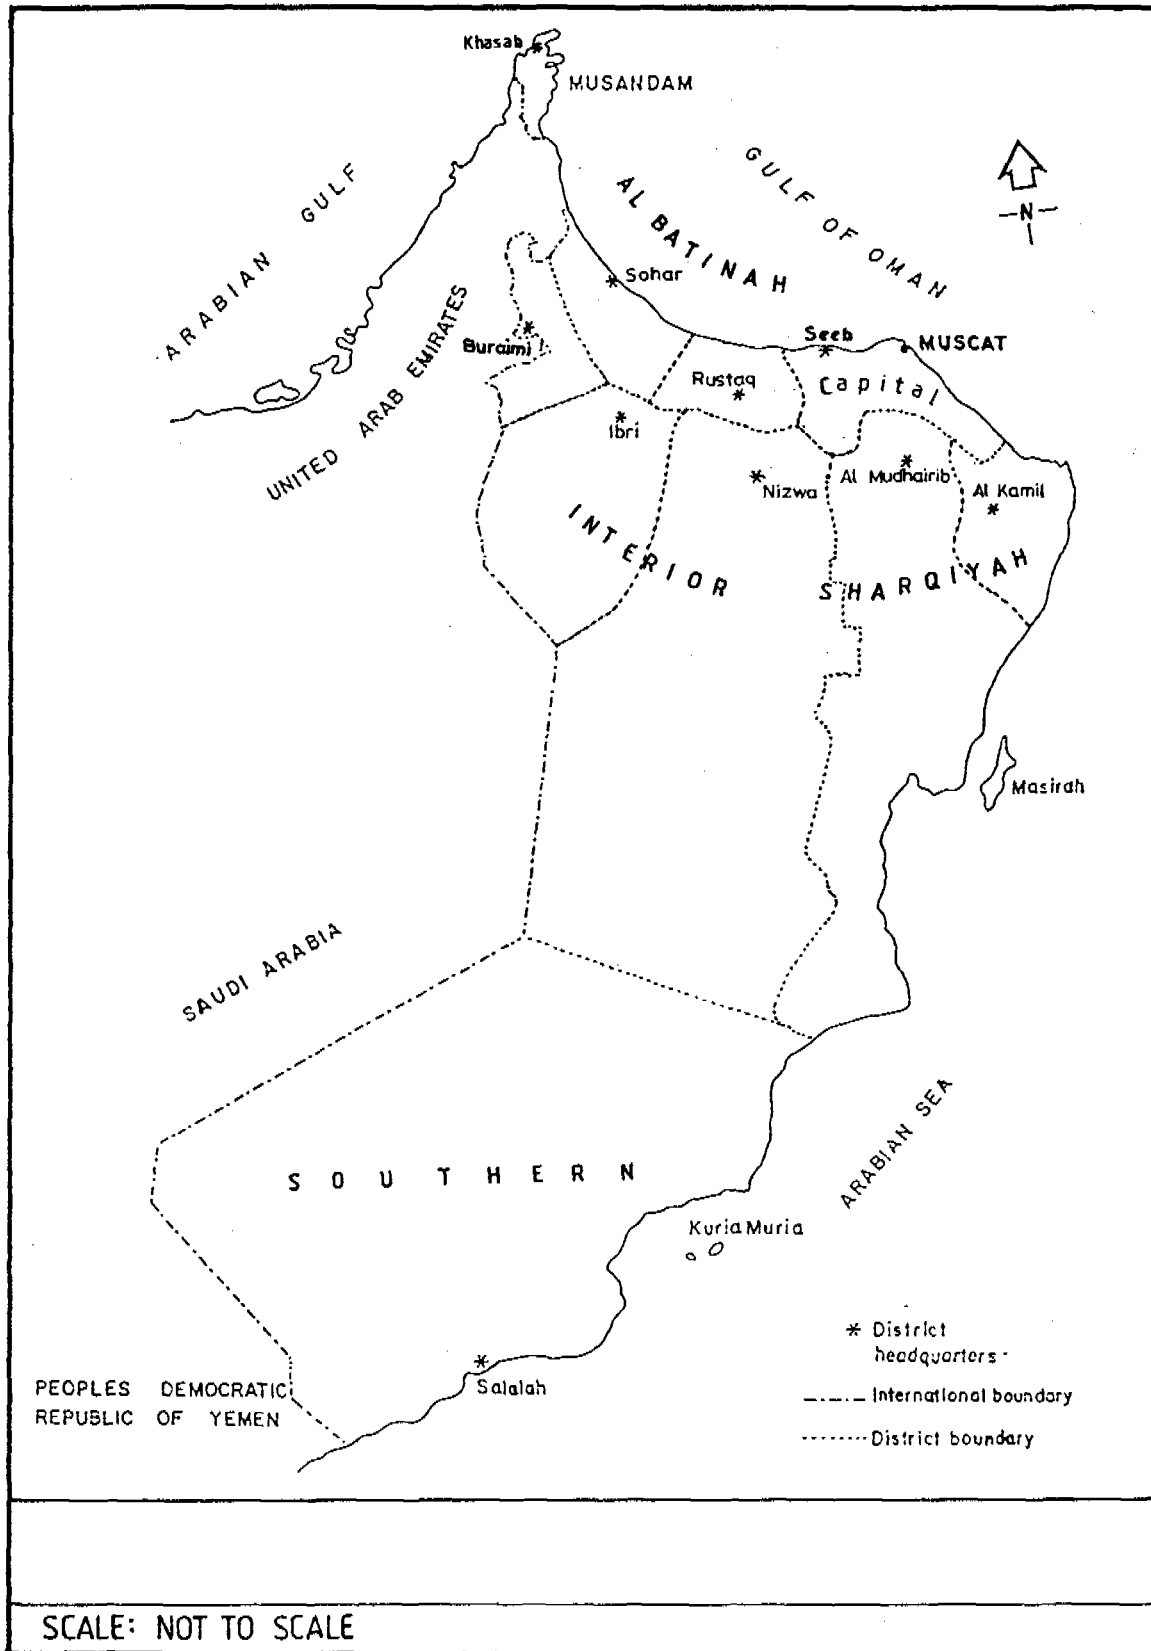 Khasab
MUSANDAM
ARABIAN GULF
GULF OF OMAN
N
AL BATINAH
Sohar
UNITED ARAB EMIRATES
Buraimi
Seeb
MUSCAT
Rustaq
Capital
Ibri
Nizwa
Al Mudhairib
Al Kamil
INTERIOR
SHARQIYAH
Masirah
SAUDI ARABIA
ARABIAN SEA
SOUTHERN
Kuria Muria
Salalah
PEOPLES DEMOCRATIC
REPUBLIC OF YEMEN
* District
headquarters
International boundary
District boundary
SCALE: NOT TO SCALE